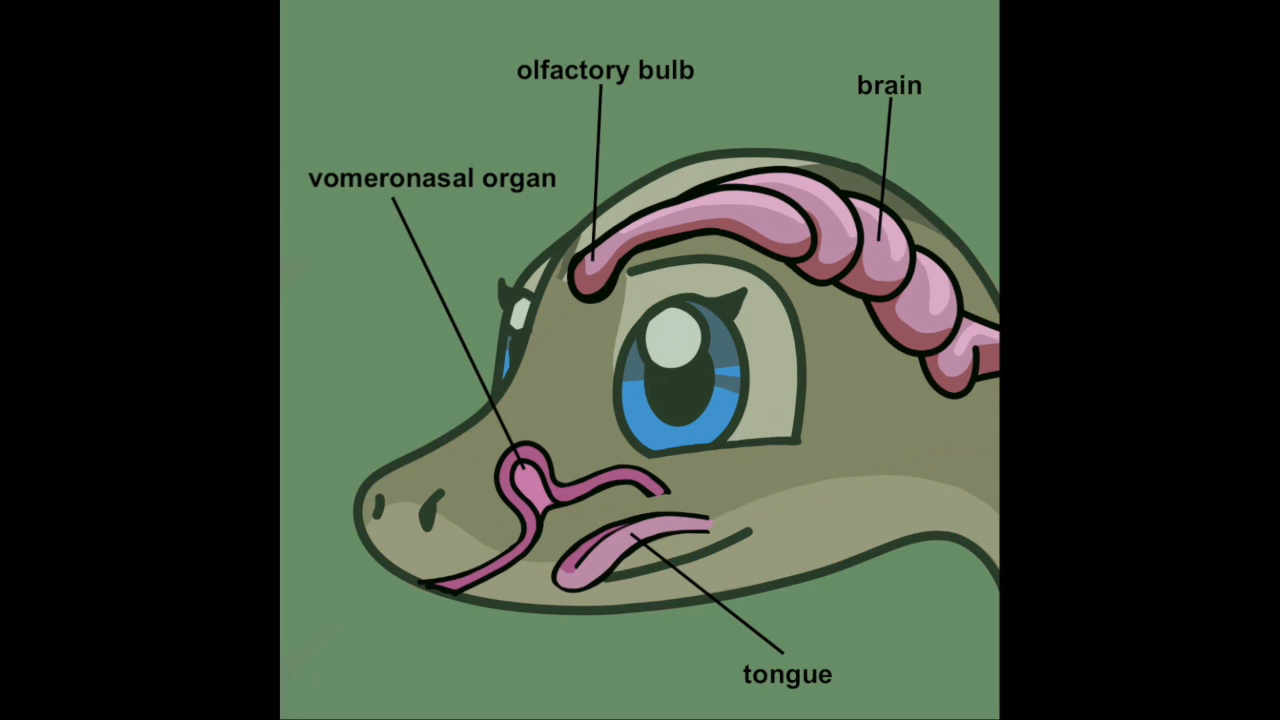 olfactory bulb
brain
vomeronasal organ
tongue